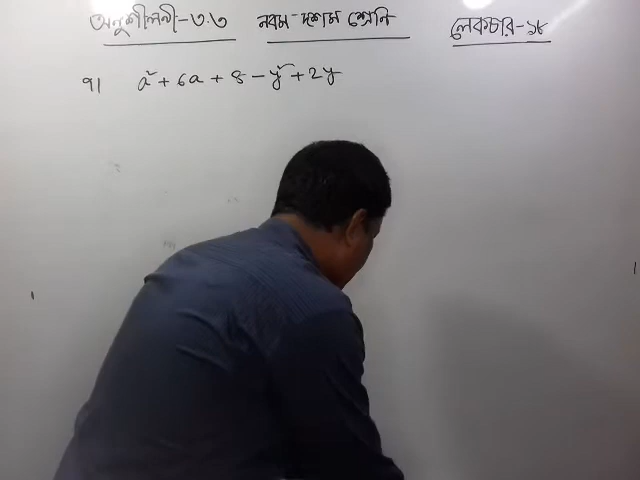 অনুশীলনী-৩.৩ নবম-দশম শ্রেনি লেকচার-১৮
৭। a² + 6a + 8 - y² + 2y